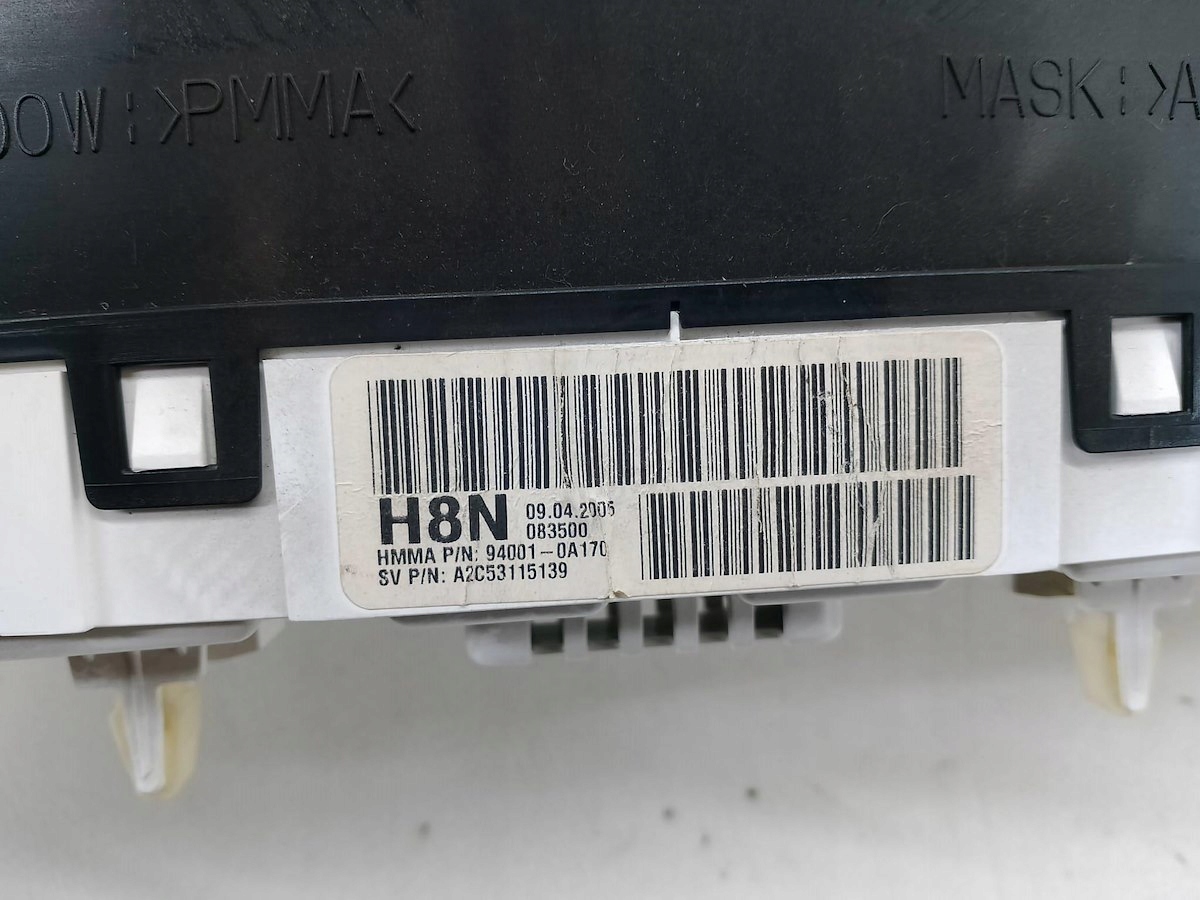 DOW : >PMMA<
MASK : >A
H8N
09.04.2006
083500
HMMA P/N: 94001-0A170
SV P/N: A2C53115139